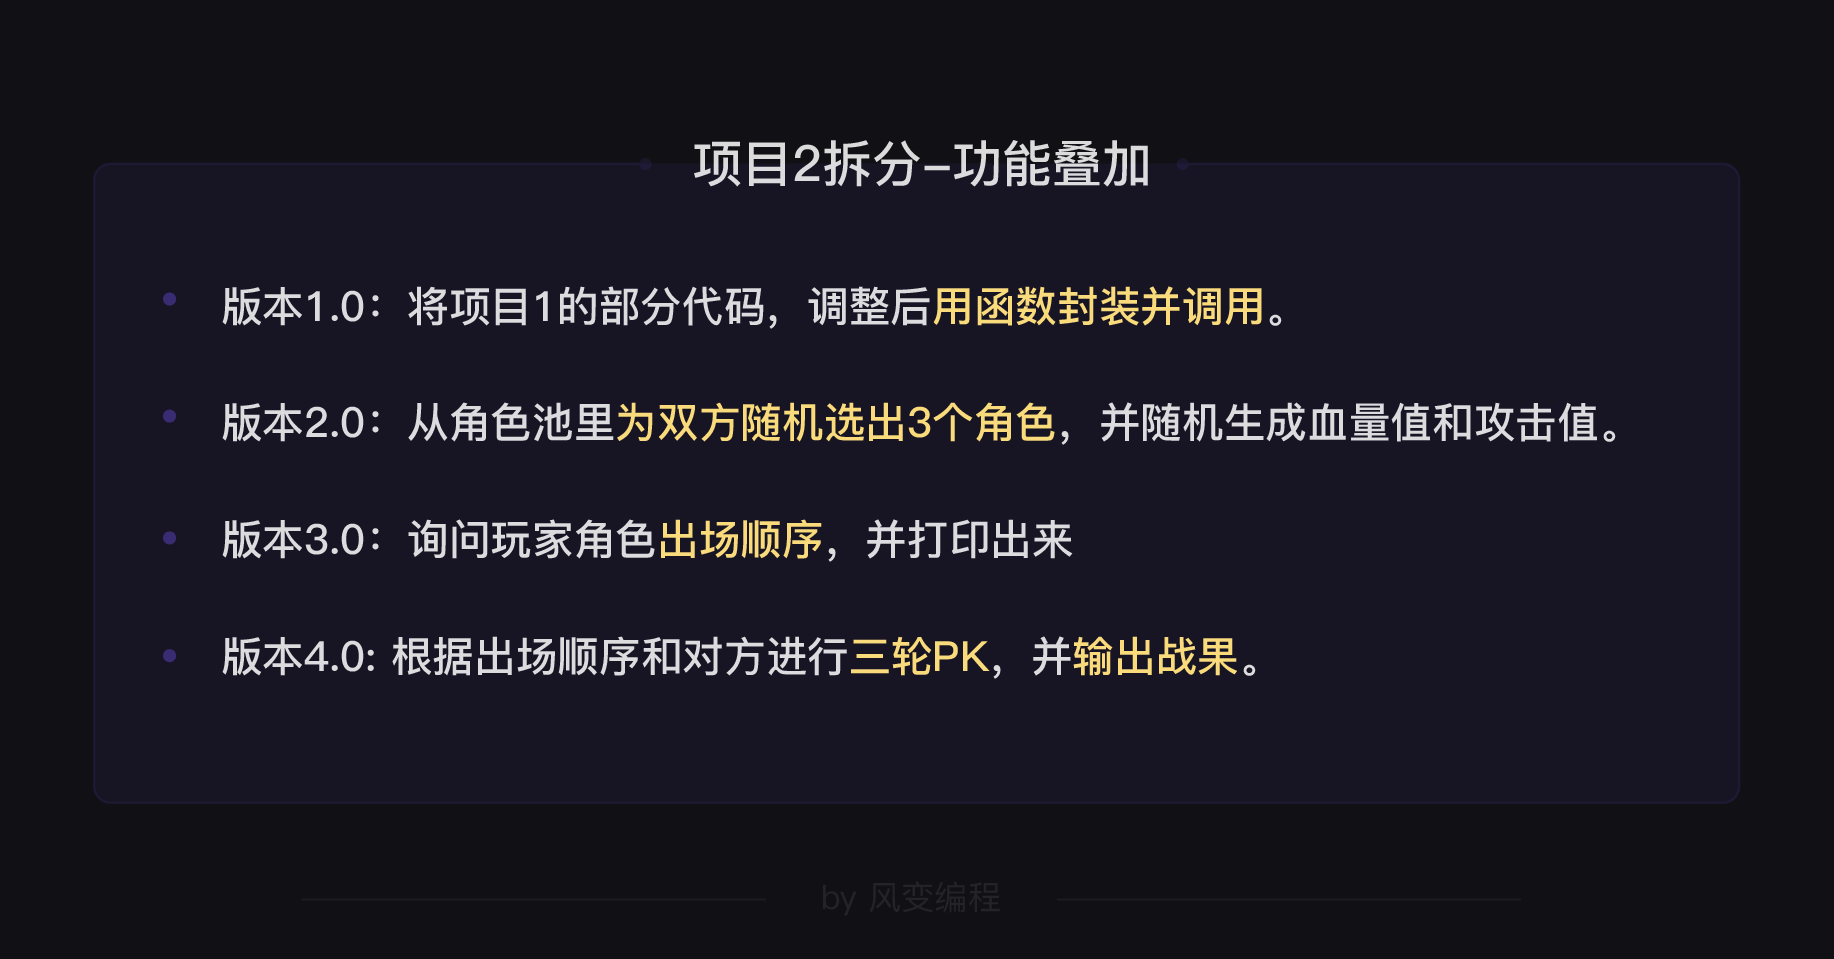 项目2拆分-功能叠加
版本1.0：将项目1的部分代码，调整后用函数封装并调用。
版本2.0：从角色池里为双方随机选出3个角色，并随机生成血量值和攻击值。
版本3.0：询问玩家角色出场顺序，并打印出来
版本4.0: 根据出场顺序和对方进行三轮PK，并输出战果。
by 风变编程